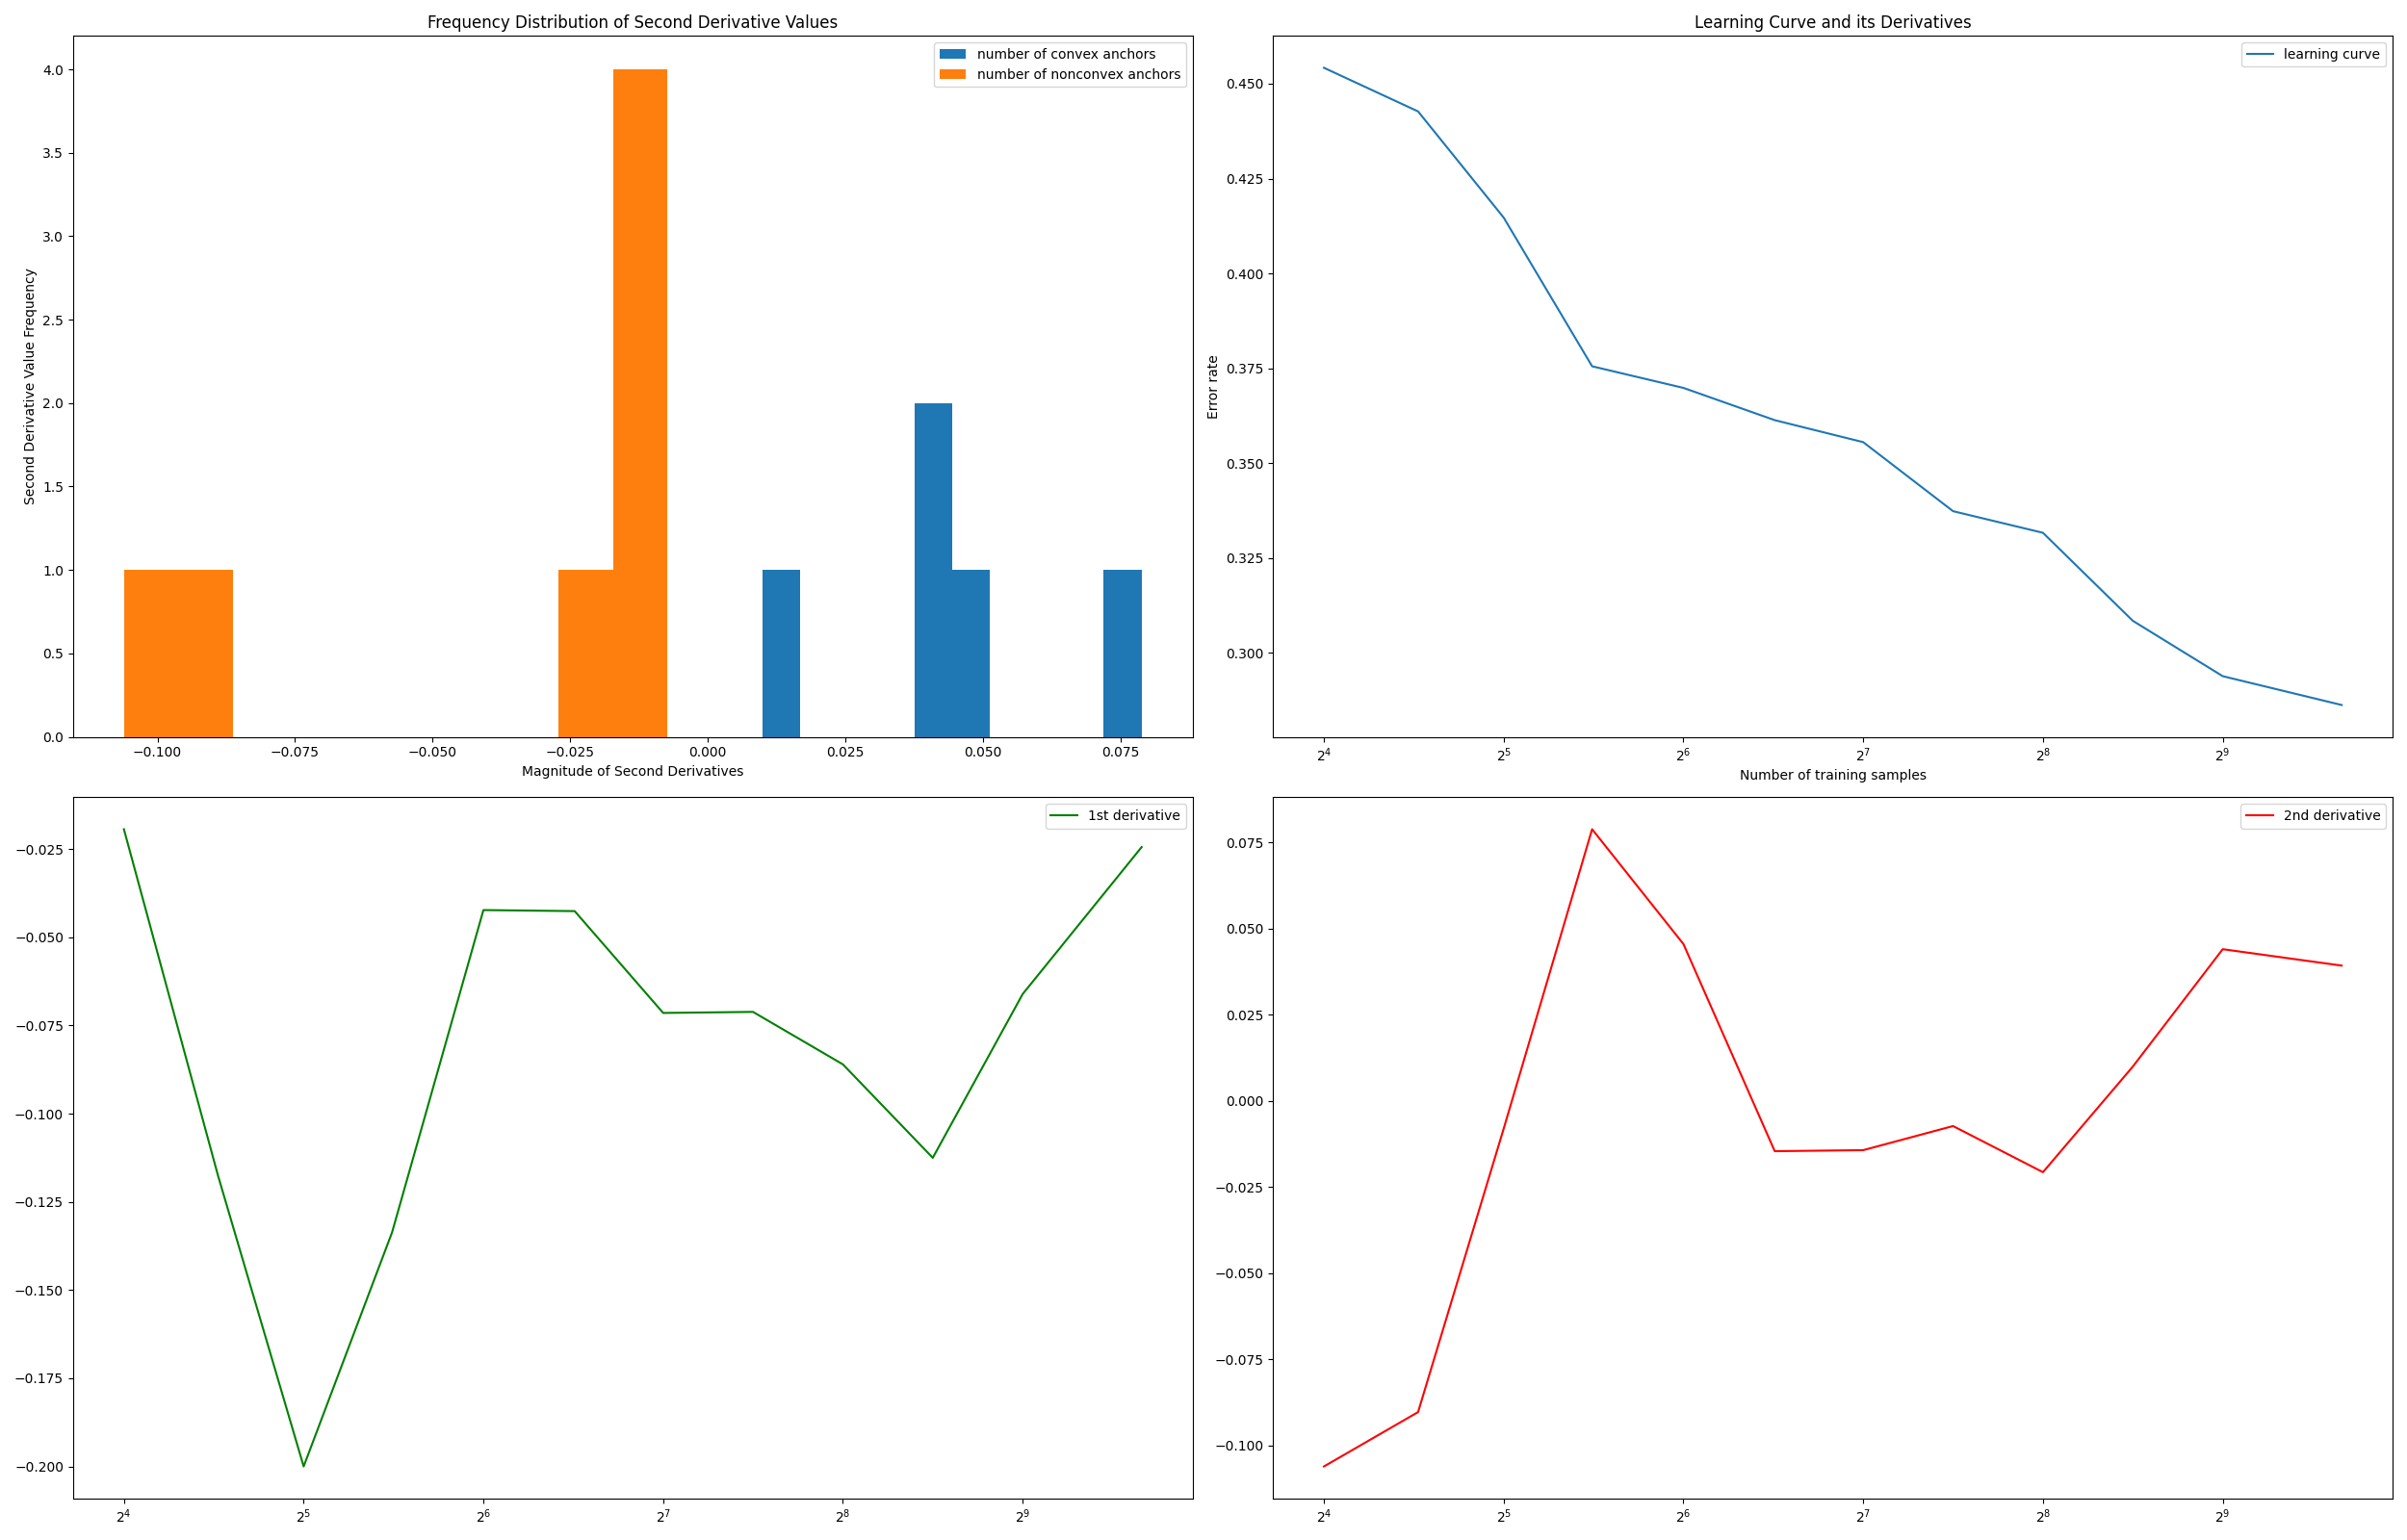 Frequency Distribution of Second Derivative Values
number of convex anchors
number of nonconvex anchors
4.0
3.5
3.0
2.5
2.0
1.5
1.0
0.5
0.0
Second Derivative Value Frequency
−0.100 −0.075 −0.050 −0.025 0.000 0.025 0.050 0.075
Magnitude of Second Derivatives
Learning Curve and its Derivatives
learning curve
0.450
0.425
0.400
0.375
0.350
0.325
0.300
Error rate
2⁴ 2⁵ 2⁶ 2⁷ 2⁸ 2⁹
Number of training samples
1st derivative
−0.025
−0.050
−0.075
−0.100
−0.125
−0.150
−0.175
−0.200
2⁴ 2⁵ 2⁶ 2⁷ 2⁸ 2⁹
2nd derivative
0.075
0.050
0.025
0.000
−0.025
−0.050
−0.075
−0.100
2⁴ 2⁵ 2⁶ 2⁷ 2⁸ 2⁹